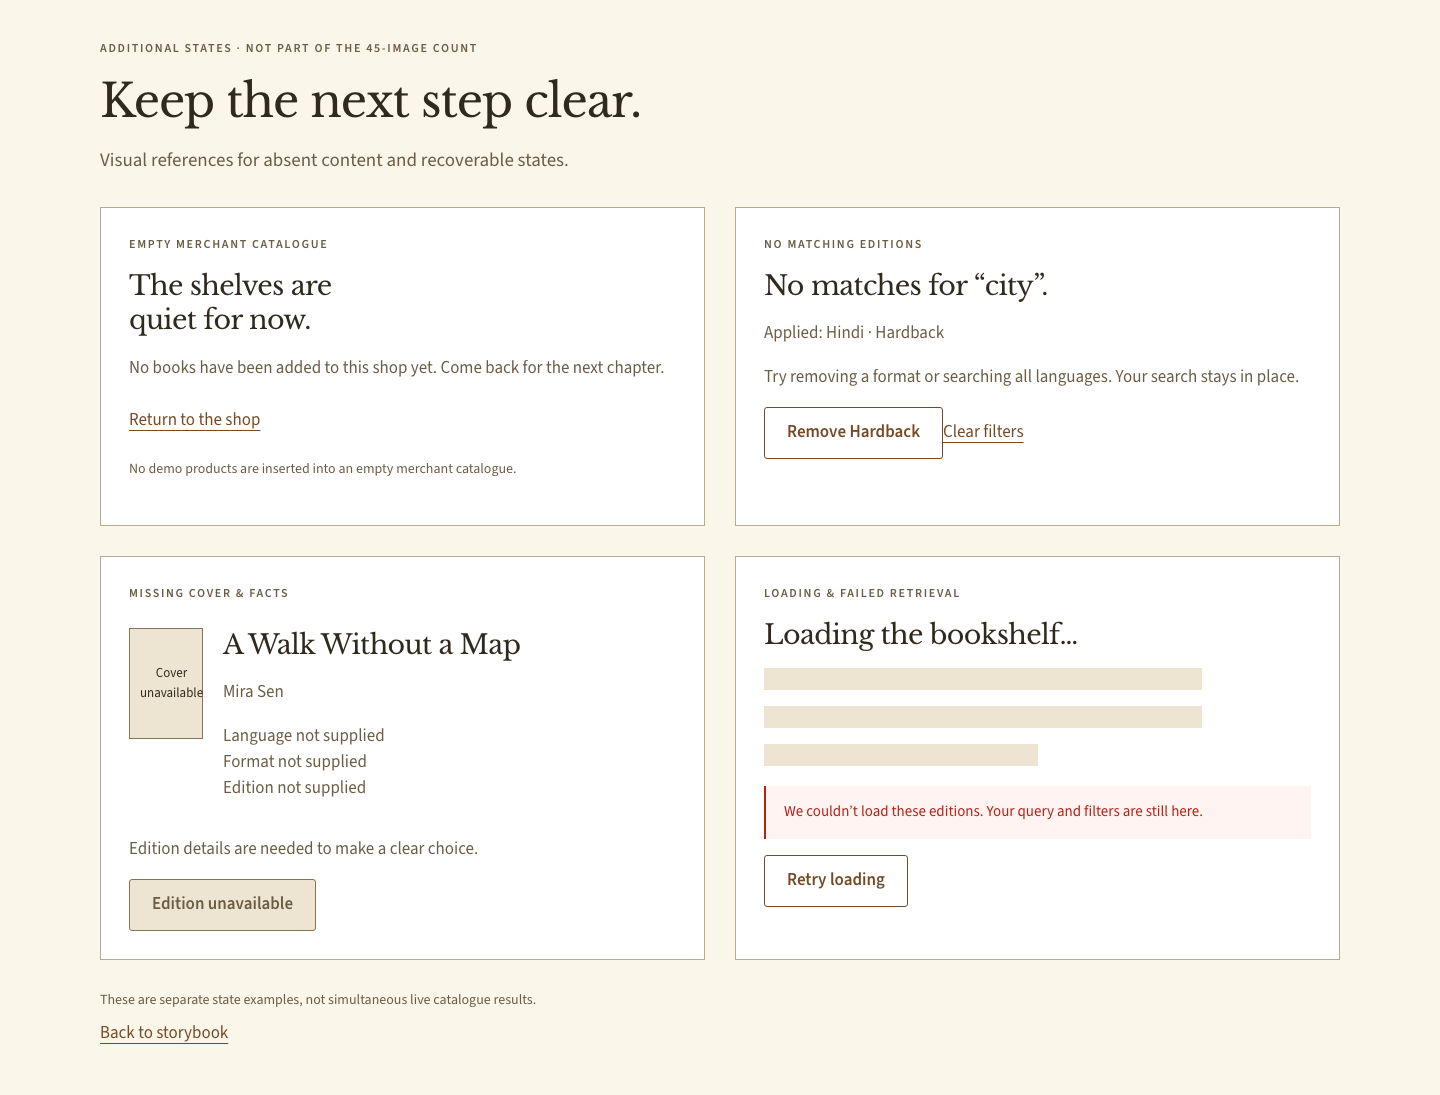 ADDITIONAL STATES · NOT PART OF THE 45-IMAGE COUNT
Keep the next step clear.
Visual references for absent content and recoverable states.
EMPTY MERCHANT CATALOGUE
The shelves are
quiet for now.
No books have been added to this shop yet. Come back for the next chapter.
Return to the shop
No demo products are inserted into an empty merchant catalogue.
NO MATCHING EDITIONS
No matches for “city”.
Applied: Hindi · Hardback
Try removing a format or searching all languages. Your search stays in place.
Remove Hardback
Clear filters
MISSING COVER & FACTS
Cover
unavailable
A Walk Without a Map
Mira Sen
Language not supplied
Format not supplied
Edition not supplied
Edition details are needed to make a clear choice.
Edition unavailable
LOADING & FAILED RETRIEVAL
Loading the bookshelf…
We couldn’t load these editions. Your query and filters are still here.
Retry loading
These are separate state examples, not simultaneous live catalogue results.
Back to storybook